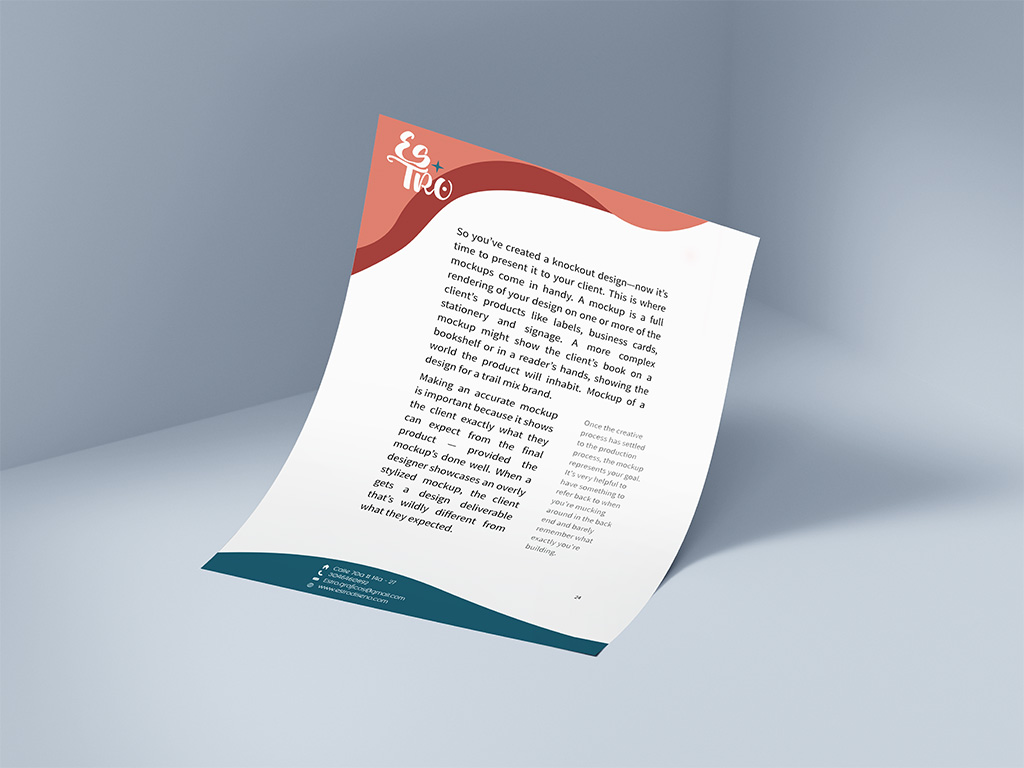 Es
TRO
So you've created a knockout design—now it's
time to present it to your client. This is where
mockups come in handy. A mockup is a full
rendering of your design on one or more of the
client's products like labels, business cards,
stationery and signage. A more complex
mockup might show the client's book on a
bookshelf or in a reader's hands, showing the
world the product will inhabit. Mockup of a
design for a trail mix brand.
Making an accurate mockup
is important because it shows
the client exactly what they
can expect from the final
product — provided the
mockup's done well. When a
designer showcases an overly
stylized mockup, the client
gets a design deliverable
that's wildly different from
what they expected.
Once the creative
process has settled
to the production
process, the mockup
represents your goal.
It's very helpful to
have something to
refer back to when
you're mucking
around in the back
end and barely
remember what
exactly you're
building.
24
Calle 70a - 27
www.estrodiseno.com